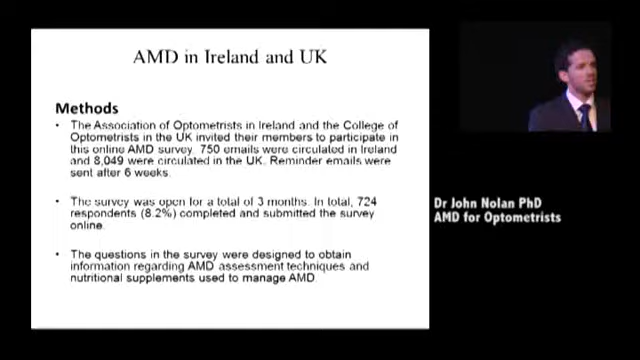 AMD in Ireland and UK
Methods
• The Association of Optometrists in Ireland and the College of
Optometrists in the UK invited their members to participate in
this online AMD survey. 750 emails were circulated in Ireland
and 8,049 were circulated in the UK. Reminder emails were
sent after 6 weeks.
• The survey was open for a total of 3 months. In total, 724
respondents (8.2%) completed and submitted the survey
online.
• The questions in the survey were designed to obtain
information regarding AMD assessment techniques and
nutritional supplements used to manage AMD.
Dr John Nolan PhD
AMD for Optometrists